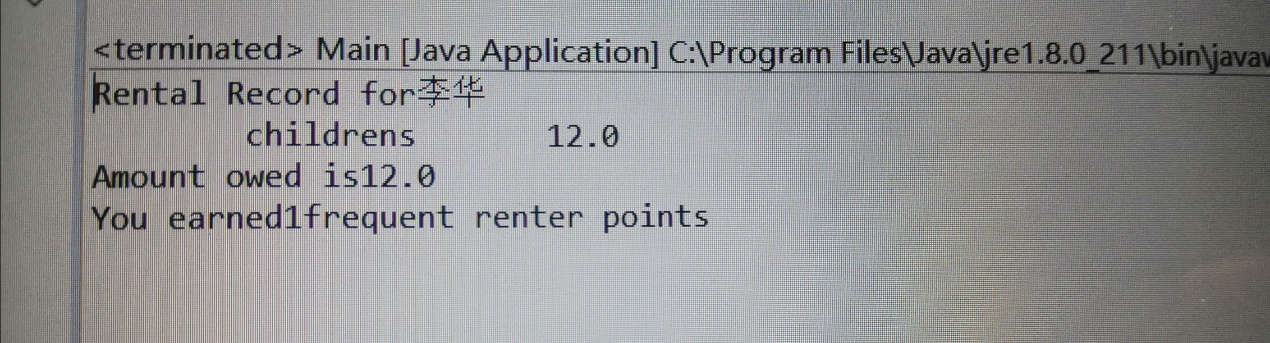 <terminated> Main [Java Application] C:\Program Files\Java\jre1.8.0_211\bin\javaw
Rental Record for李华
childrens 12.0
Amount owed is12.0
You earned1frequent renter points